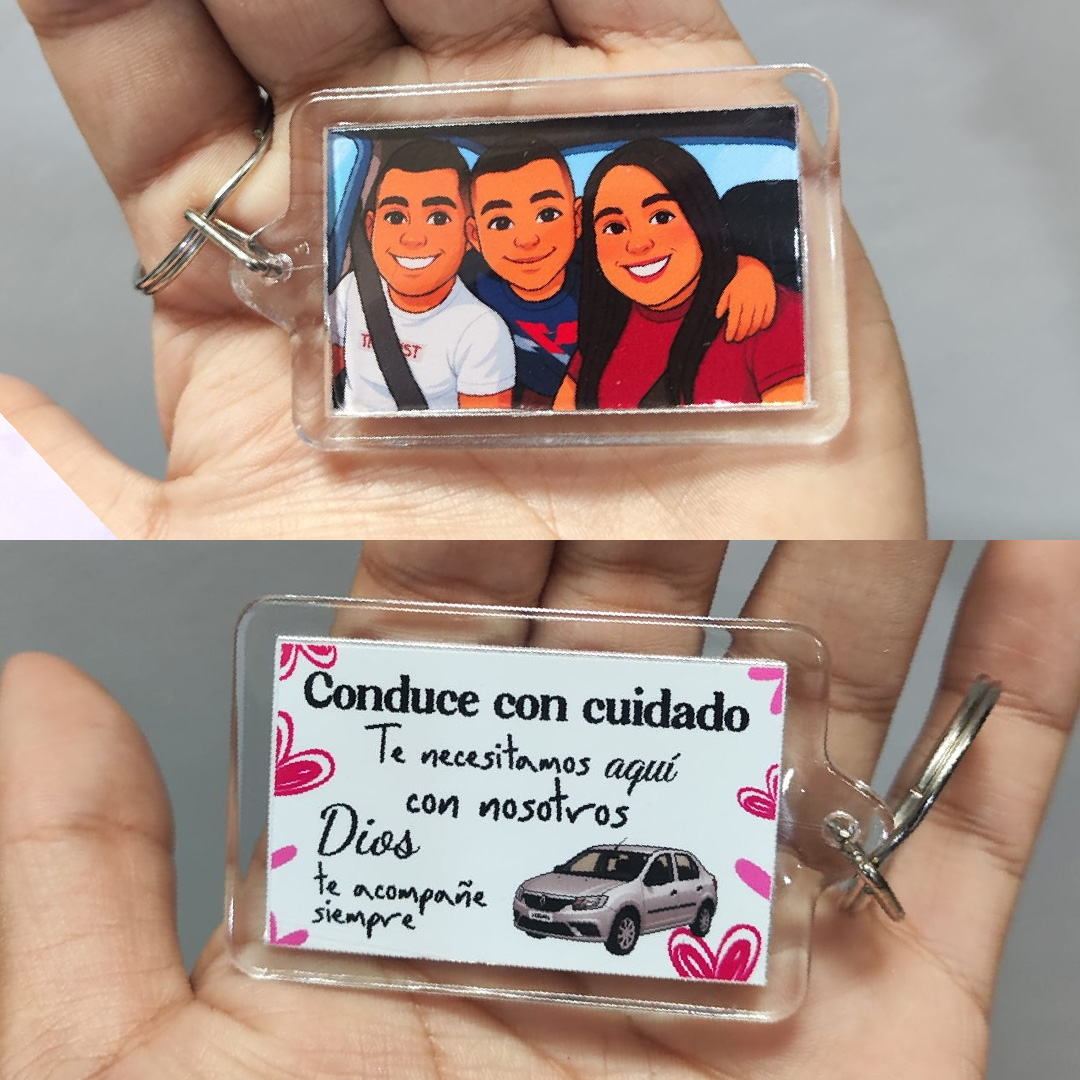 Conduce con cuidado
Te necesitamos aquí
con nosotros
Dios
te acompañe
siempre